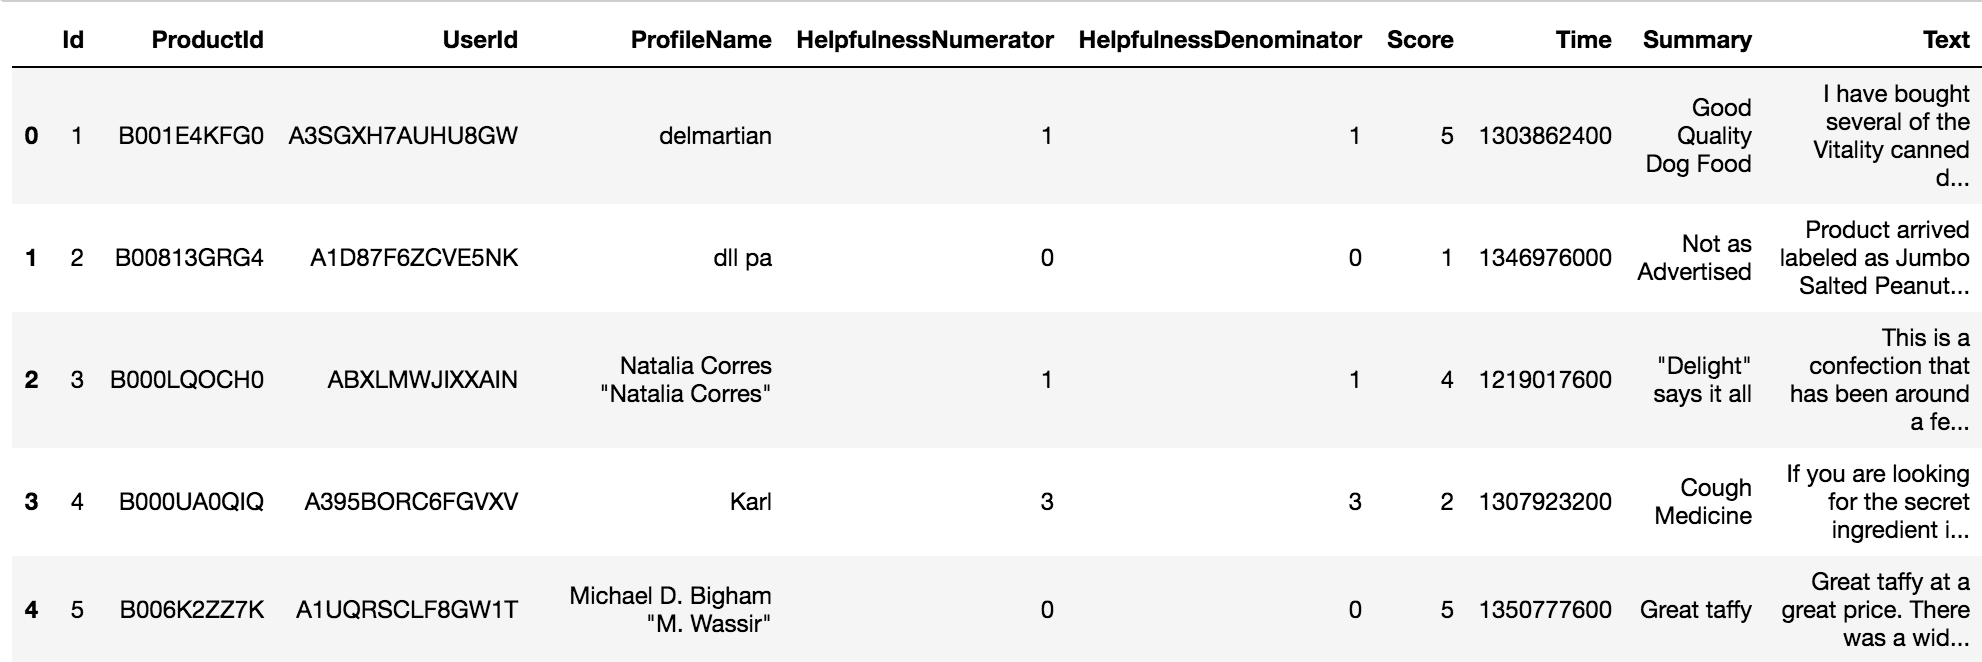 Id ProductId UserId ProfileName HelpfulnessNumerator HelpfulnessDenominator Score Time Summary Text
0 1 B001E4KFG0 A3SGXH7AUHU8GW delmartian 1 1 5 1303862400 Good Quality Dog Food I have bought several of the Vitality canned d...
1 2 B00813GRG4 A1D87F6ZCVE5NK dll pa 0 0 1 1346976000 Not as Advertised Product arrived labeled as Jumbo Salted Peanut...
2 3 B000LQOCH0 ABXLMWJIXXAIN Natalia Corres "Natalia Corres" 1 1 4 1219017600 "Delight" says it all This is a confection that has been around a fe...
3 4 B000UA0QIQ A395BORC6FGVXV Karl 3 3 2 1307923200 Cough Medicine If you are looking for the secret ingredient i...
4 5 B006K2ZZ7K A1UQRSCLF8GW1T Michael D. Bigham "M. Wassir" 0 0 5 1350777600 Great taffy Great taffy at a great price. There was a wid...